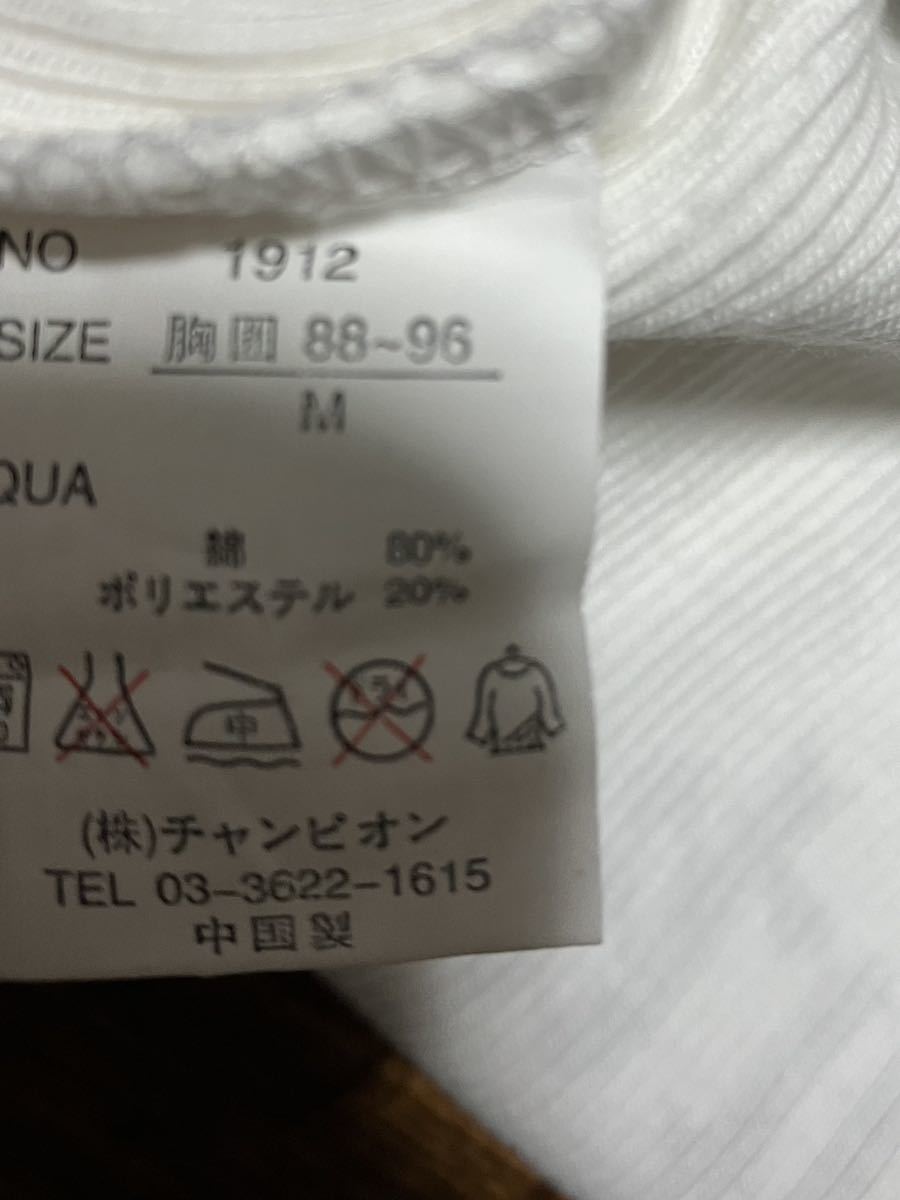 NO 1912
SIZE 胸囲 88~96
M
QUA
綿 80%
ポリエステル 20%
中
(株)チャンピオン
TEL 03-3622-1615
中国製